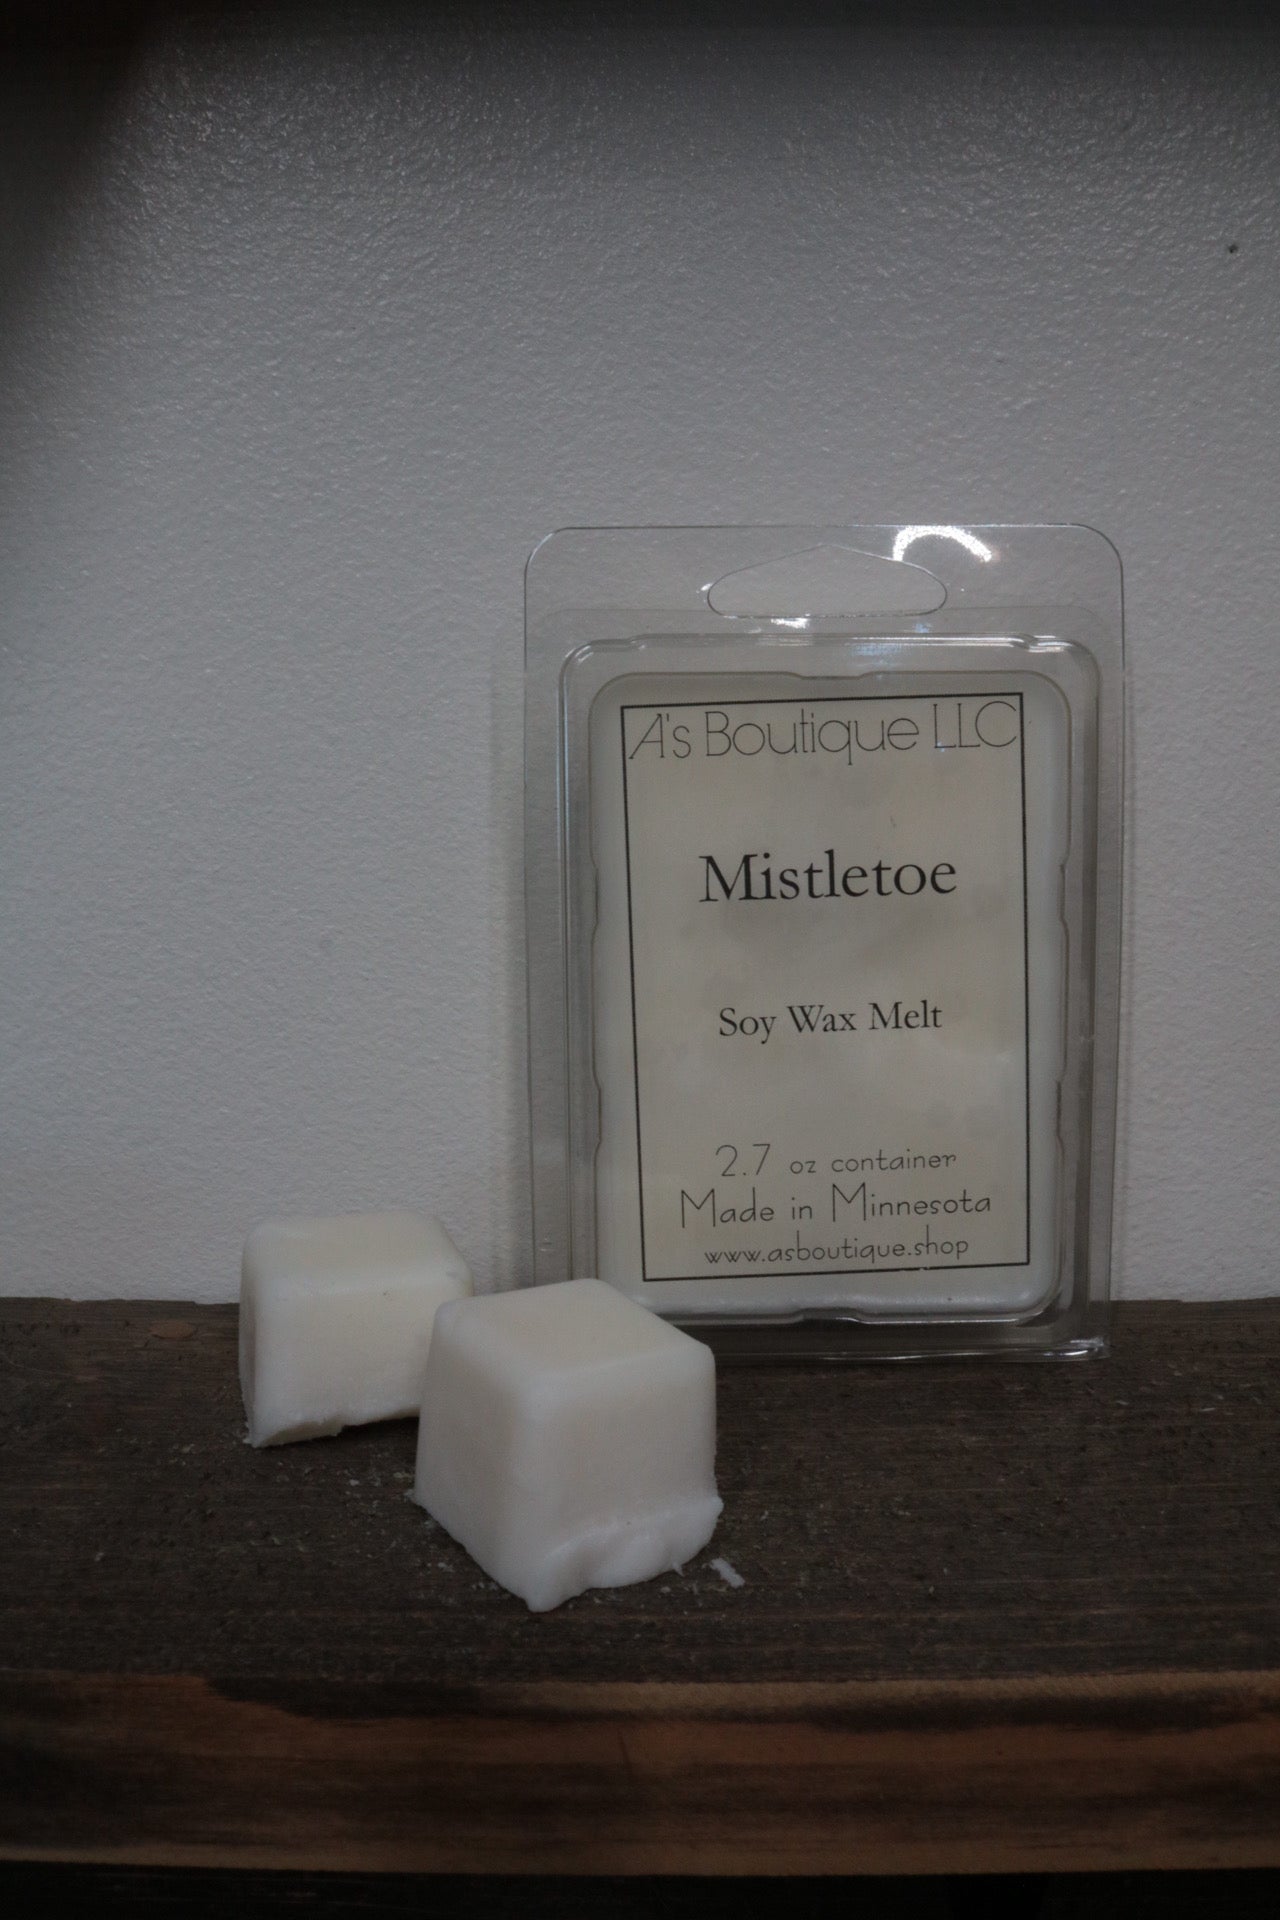 A's Boutique LLC
Mistletoe
Soy Wax Melt
2.7 oz container
Made in Minnesota
www.asboutique.shop